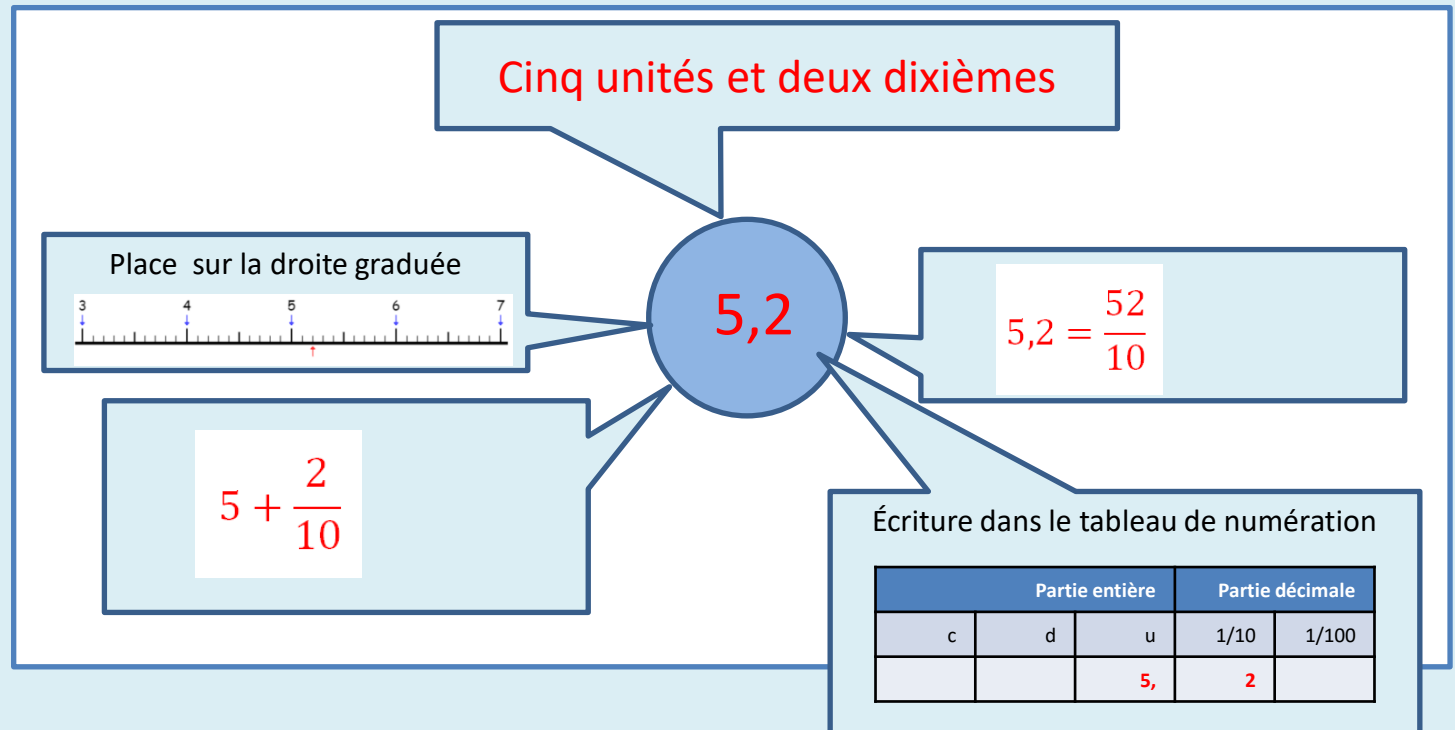 Cinq unités et deux dixièmes
Place sur la droite graduée
3 4 5 6 7
5,2
5,2 = 52/10
5 + 2/10
Écriture dans le tableau de numération
Partie entière Partie décimale
c d u 1/10 1/100
5, 2